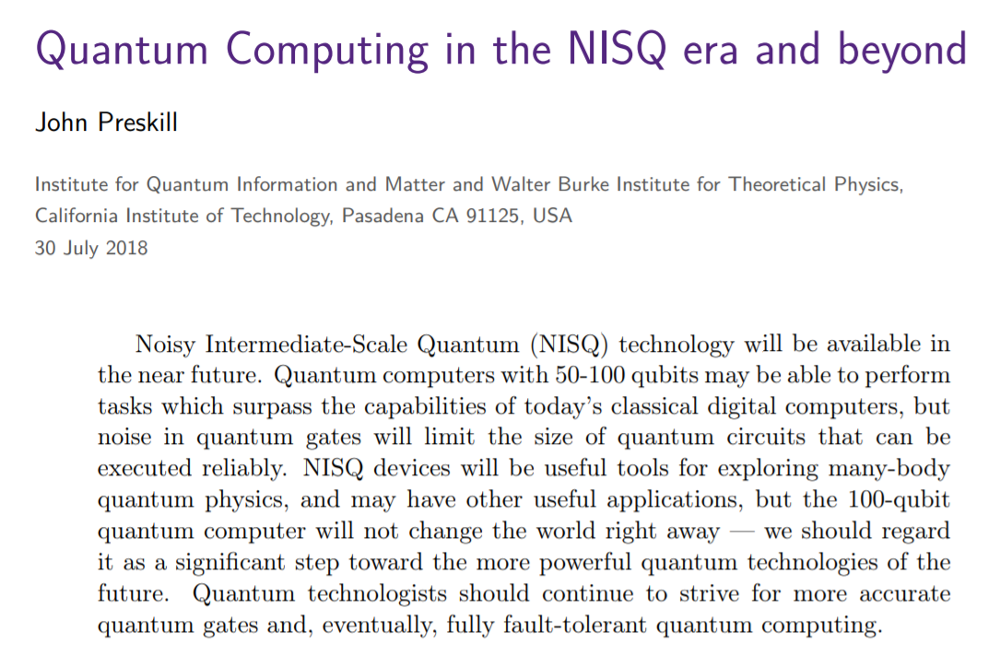 Quantum Computing in the NISQ era and beyond
John Preskill
Institute for Quantum Information and Matter and Walter Burke Institute for Theoretical Physics,
California Institute of Technology, Pasadena CA 91125, USA
30 July 2018
Noisy Intermediate-Scale Quantum (NISQ) technology will be available in
the near future. Quantum computers with 50-100 qubits may be able to perform
tasks which surpass the capabilities of today's classical digital computers, but
noise in quantum gates will limit the size of quantum circuits that can be
executed reliably. NISQ devices will be useful tools for exploring many-body
quantum physics, and may have other useful applications, but the 100-qubit
quantum computer will not change the world right away — we should regard
it as a significant step toward the more powerful quantum technologies of the
future. Quantum technologists should continue to strive for more accurate
quantum gates and, eventually, fully fault-tolerant quantum computing.